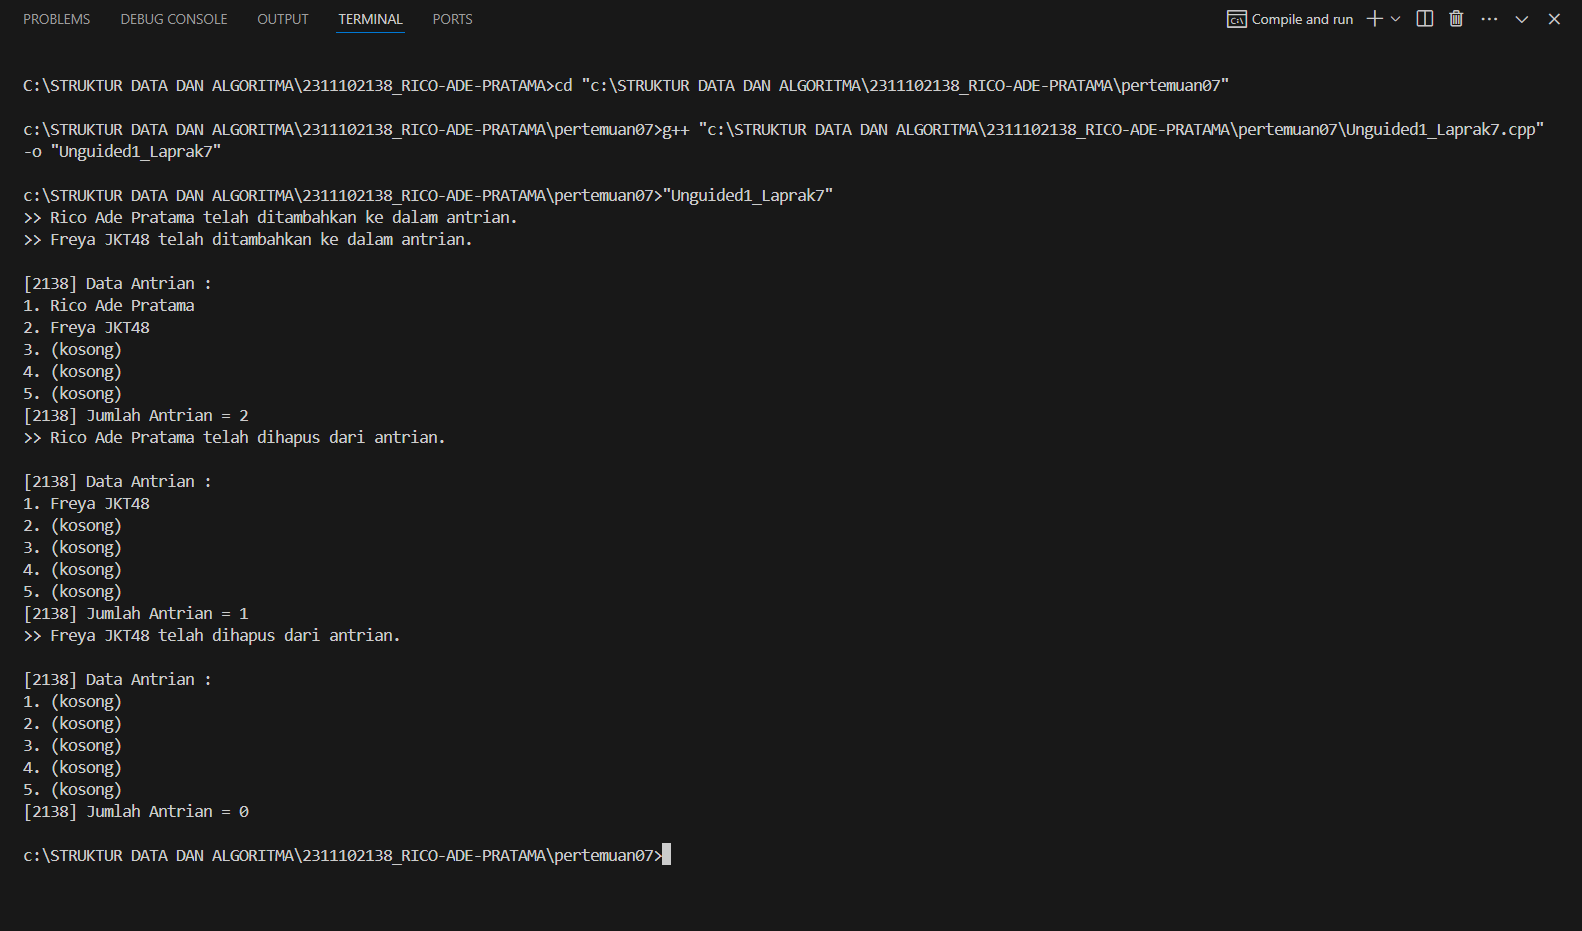 PROBLEMS DEBUG CONSOLE OUTPUT TERMINAL PORTS Compile and run
C:\STRUKTUR DATA DAN ALGORITMA\2311102138_RICO-ADE-PRATAMA>cd "c:\STRUKTUR DATA DAN ALGORITMA\2311102138_RICO-ADE-PRATAMA\pertemuan07"
c:\STRUKTUR DATA DAN ALGORITMA\2311102138_RICO-ADE-PRATAMA\pertemuan07>g++ "c:\STRUKTUR DATA DAN ALGORITMA\2311102138_RICO-ADE-PRATAMA\pertemuan07\Unguided1_Laprak7.cpp"
-o "Unguided1_Laprak7"
c:\STRUKTUR DATA DAN ALGORITMA\2311102138_RICO-ADE-PRATAMA\pertemuan07>"Unguided1_Laprak7"
>> Rico Ade Pratama telah ditambahkan ke dalam antrian.
>> Freya JKT48 telah ditambahkan ke dalam antrian.
[2138] Data Antrian :
1. Rico Ade Pratama
2. Freya JKT48
3. (kosong)
4. (kosong)
5. (kosong)
[2138] Jumlah Antrian = 2
>> Rico Ade Pratama telah dihapus dari antrian.
[2138] Data Antrian :
1. Freya JKT48
2. (kosong)
3. (kosong)
4. (kosong)
5. (kosong)
[2138] Jumlah Antrian = 1
>> Freya JKT48 telah dihapus dari antrian.
[2138] Data Antrian :
1. (kosong)
2. (kosong)
3. (kosong)
4. (kosong)
5. (kosong)
[2138] Jumlah Antrian = 0
c:\STRUKTUR DATA DAN ALGORITMA\2311102138_RICO-ADE-PRATAMA\pertemuan07>